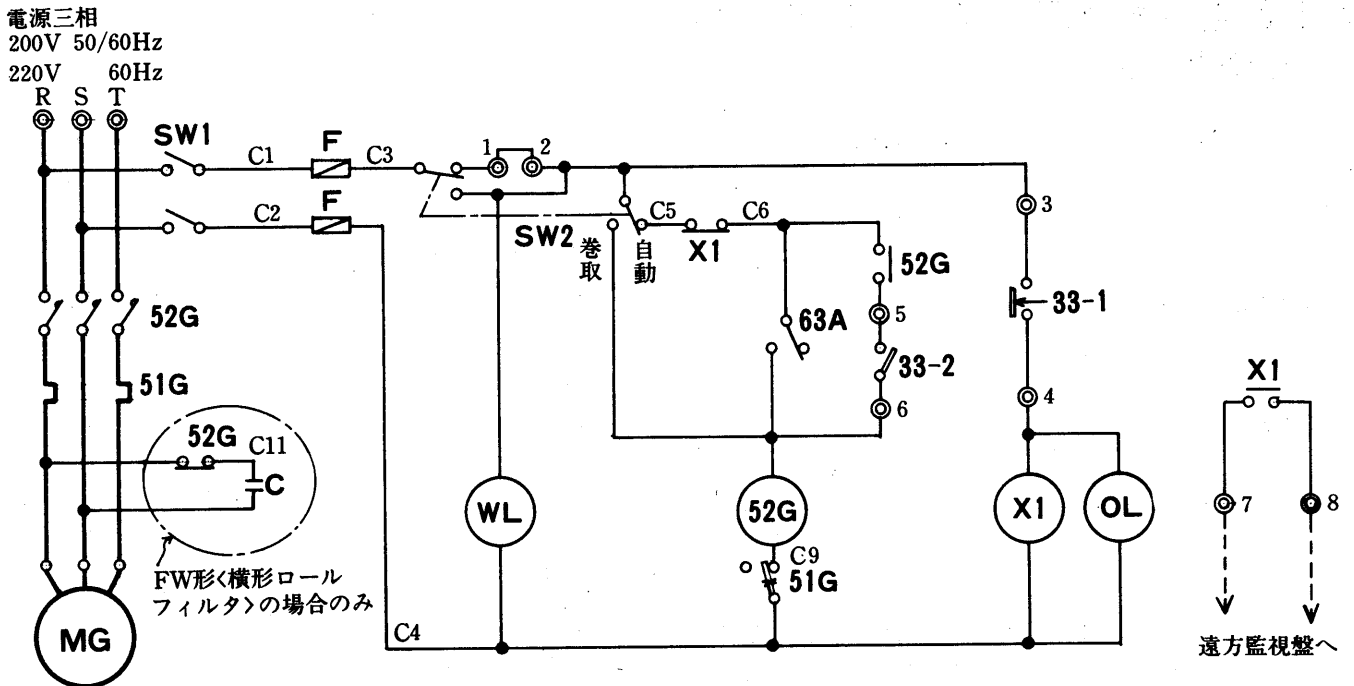 電源三相
200V 50/60Hz
220V 60Hz
R S T
SW1
C1
F
C3
1
2
C2
F
3
SW2
巻取
自動
C5
X1
C6
52G
52G
63A
5
33-1
51G
33-2
6
4
X1
52G
C11
C
WL
52G
X1
OL
7
8
C9
51G
FW形<横形ロール
フィルタ>の場合のみ
MG
C4
遠方監視盤へ